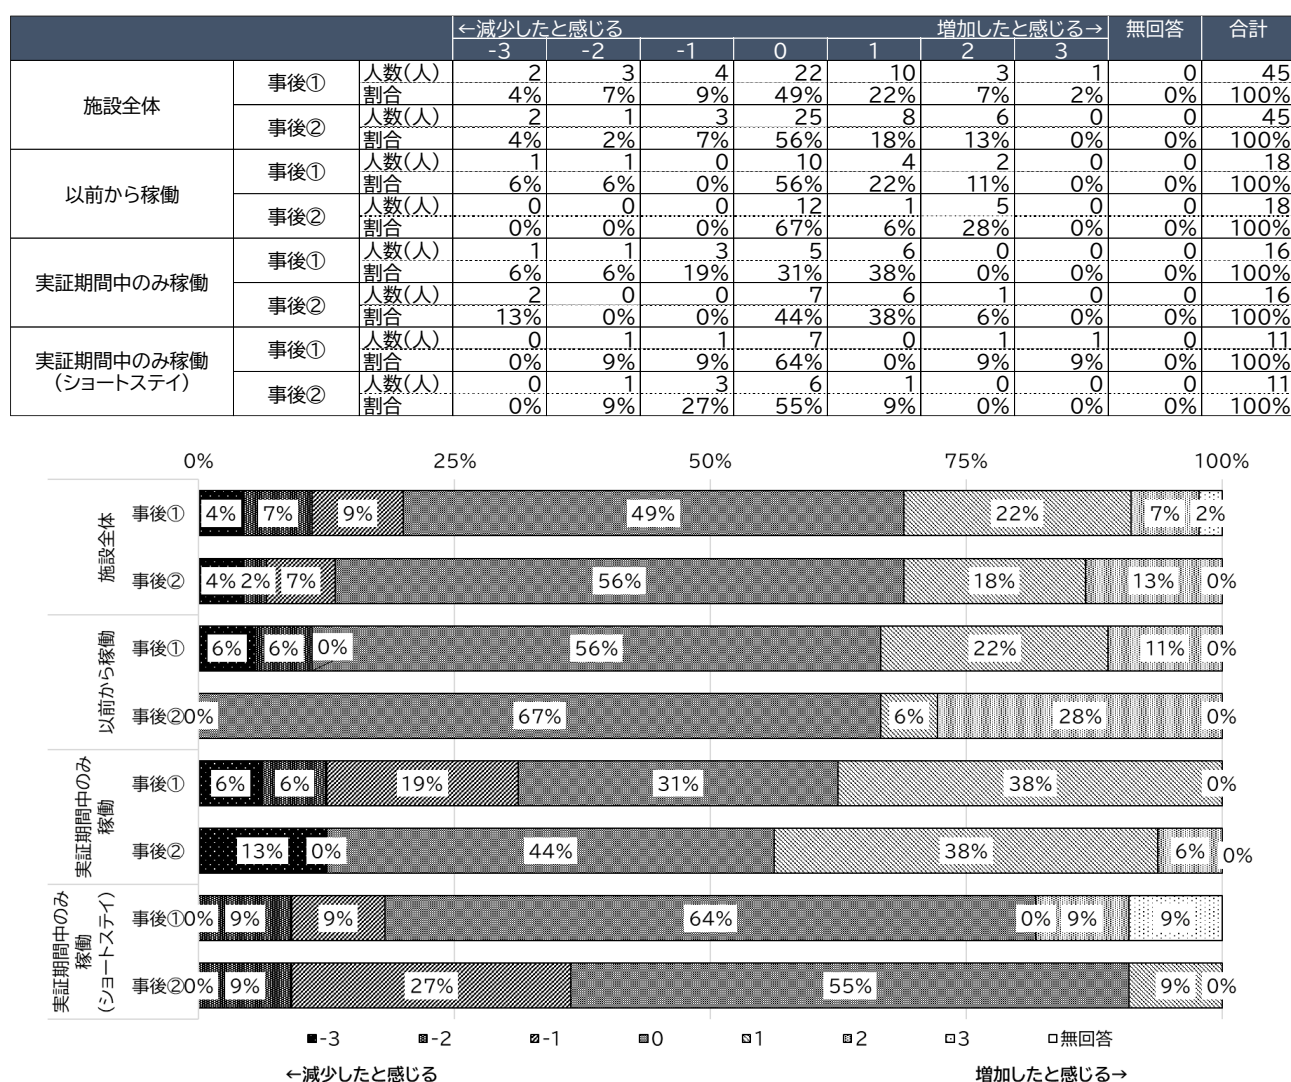 ←減少したと感じる 増加したと感じる→ 無回答 合計
-3 -2 -1 0 1 2 3
施設全体 事後① 人数(人) 2 3 4 22 10 3 1 0 45
割合 4% 7% 9% 49% 22% 7% 2% 0% 100%
事後② 人数(人) 2 1 3 25 8 6 0 0 45
割合 4% 2% 7% 56% 18% 13% 0% 0% 100%
以前から稼働 事後① 人数(人) 1 1 0 10 4 2 0 0 18
割合 6% 6% 0% 56% 22% 11% 0% 0% 100%
事後② 人数(人) 0 0 0 12 1 5 0 0 18
割合 0% 0% 0% 67% 6% 28% 0% 0% 100%
実証期間中のみ稼働 事後① 人数(人) 1 1 3 5 6 0 0 0 16
割合 6% 6% 19% 31% 38% 0% 0% 0% 100%
事後② 人数(人) 2 0 0 7 6 1 0 0 16
割合 13% 0% 0% 44% 38% 6% 0% 0% 100%
実証期間中のみ稼働
(ショートステイ) 事後① 人数(人) 0 1 1 7 0 1 1 0 11
割合 0% 9% 9% 64% 0% 9% 9% 0% 100%
事後② 人数(人) 0 1 3 6 1 0 0 0 11
割合 0% 9% 27% 55% 9% 0% 0% 0% 100%
0% 25% 50% 75% 100%
施設全体
事後① 4% 7% 9% 49% 22% 7% 2%
事後② 4% 2% 7% 56% 18% 13% 0%
以前から稼働
事後① 6% 6% 0% 56% 22% 11% 0%
事後② 0% 67% 6% 28% 0%
実証期間中のみ
稼働
事後① 6% 6% 19% 31% 38% 0%
事後② 13% 0% 44% 38% 6% 0%
実証期間中のみ
稼働
(ショートステイ)
事後① 0% 9% 9% 64% 0% 9% 9%
事後② 0% 9% 27% 55% 9% 0%
-3 -2 -1 0 1 2 3 無回答
←減少したと感じる 増加したと感じる→